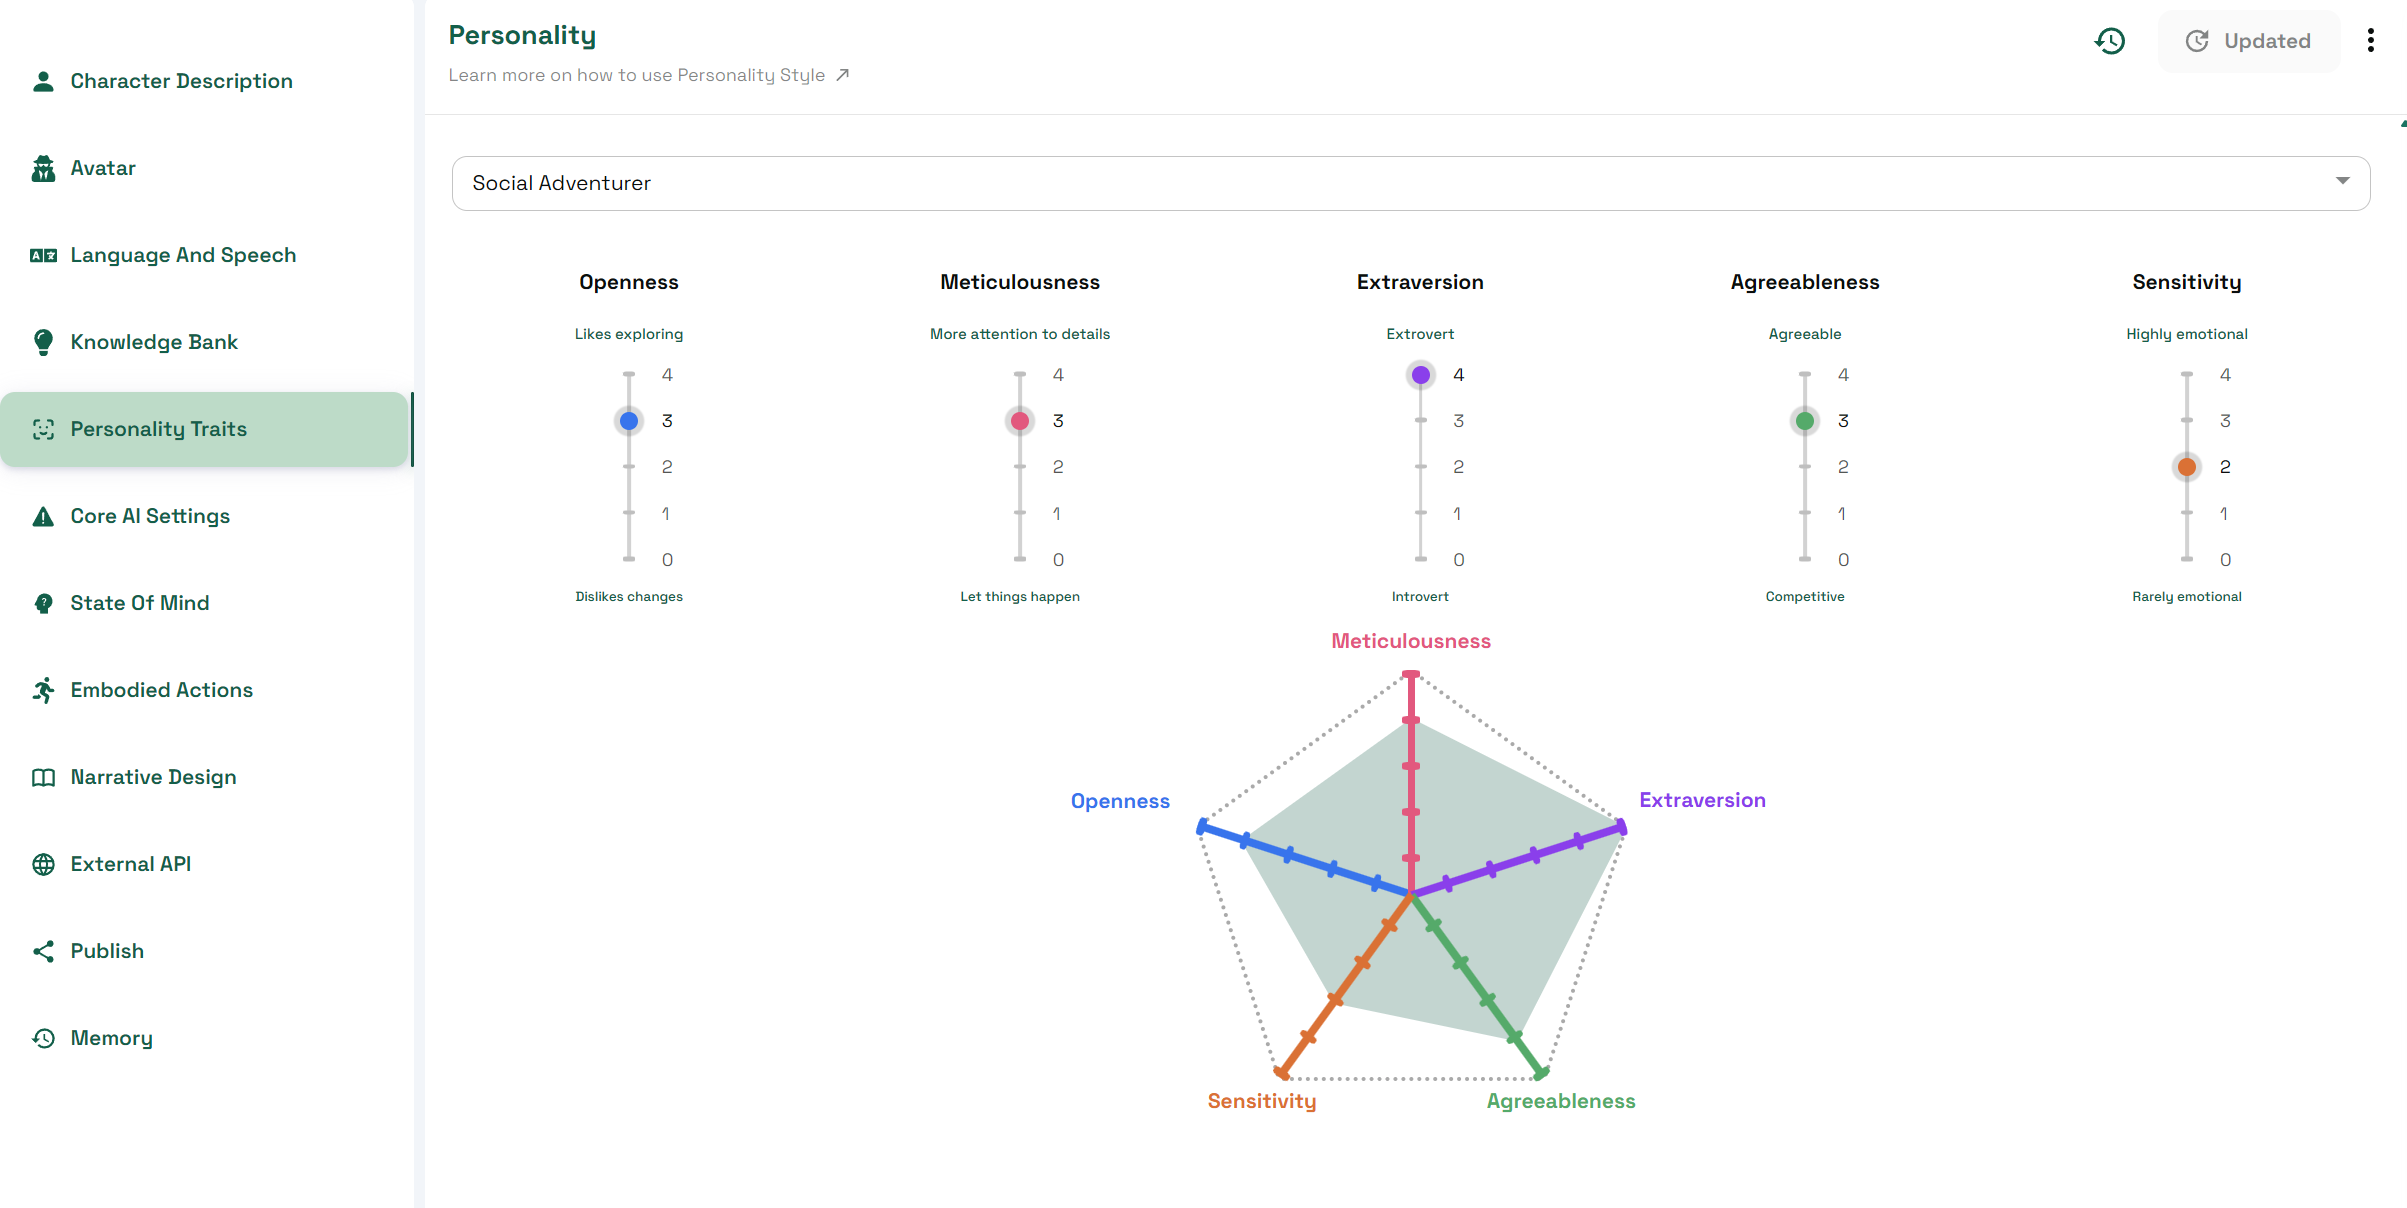 Character Description
Avatar
Language And Speech
Knowledge Bank
Personality Traits
Core AI Settings
State Of Mind
Embodied Actions
Narrative Design
External API
Publish
Memory
Personality
Learn more on how to use Personality Style
Updated
Social Adventurer
Openness
Likes exploring
4
3
2
1
0
Dislikes changes
Meticulousness
More attention to details
4
3
2
1
0
Let things happen
Extraversion
Extrovert
4
3
2
1
0
Introvert
Agreeableness
Agreeable
4
3
2
1
0
Competitive
Sensitivity
Highly emotional
4
3
2
1
0
Rarely emotional
Meticulousness
Openness
Extraversion
Sensitivity
Agreeableness